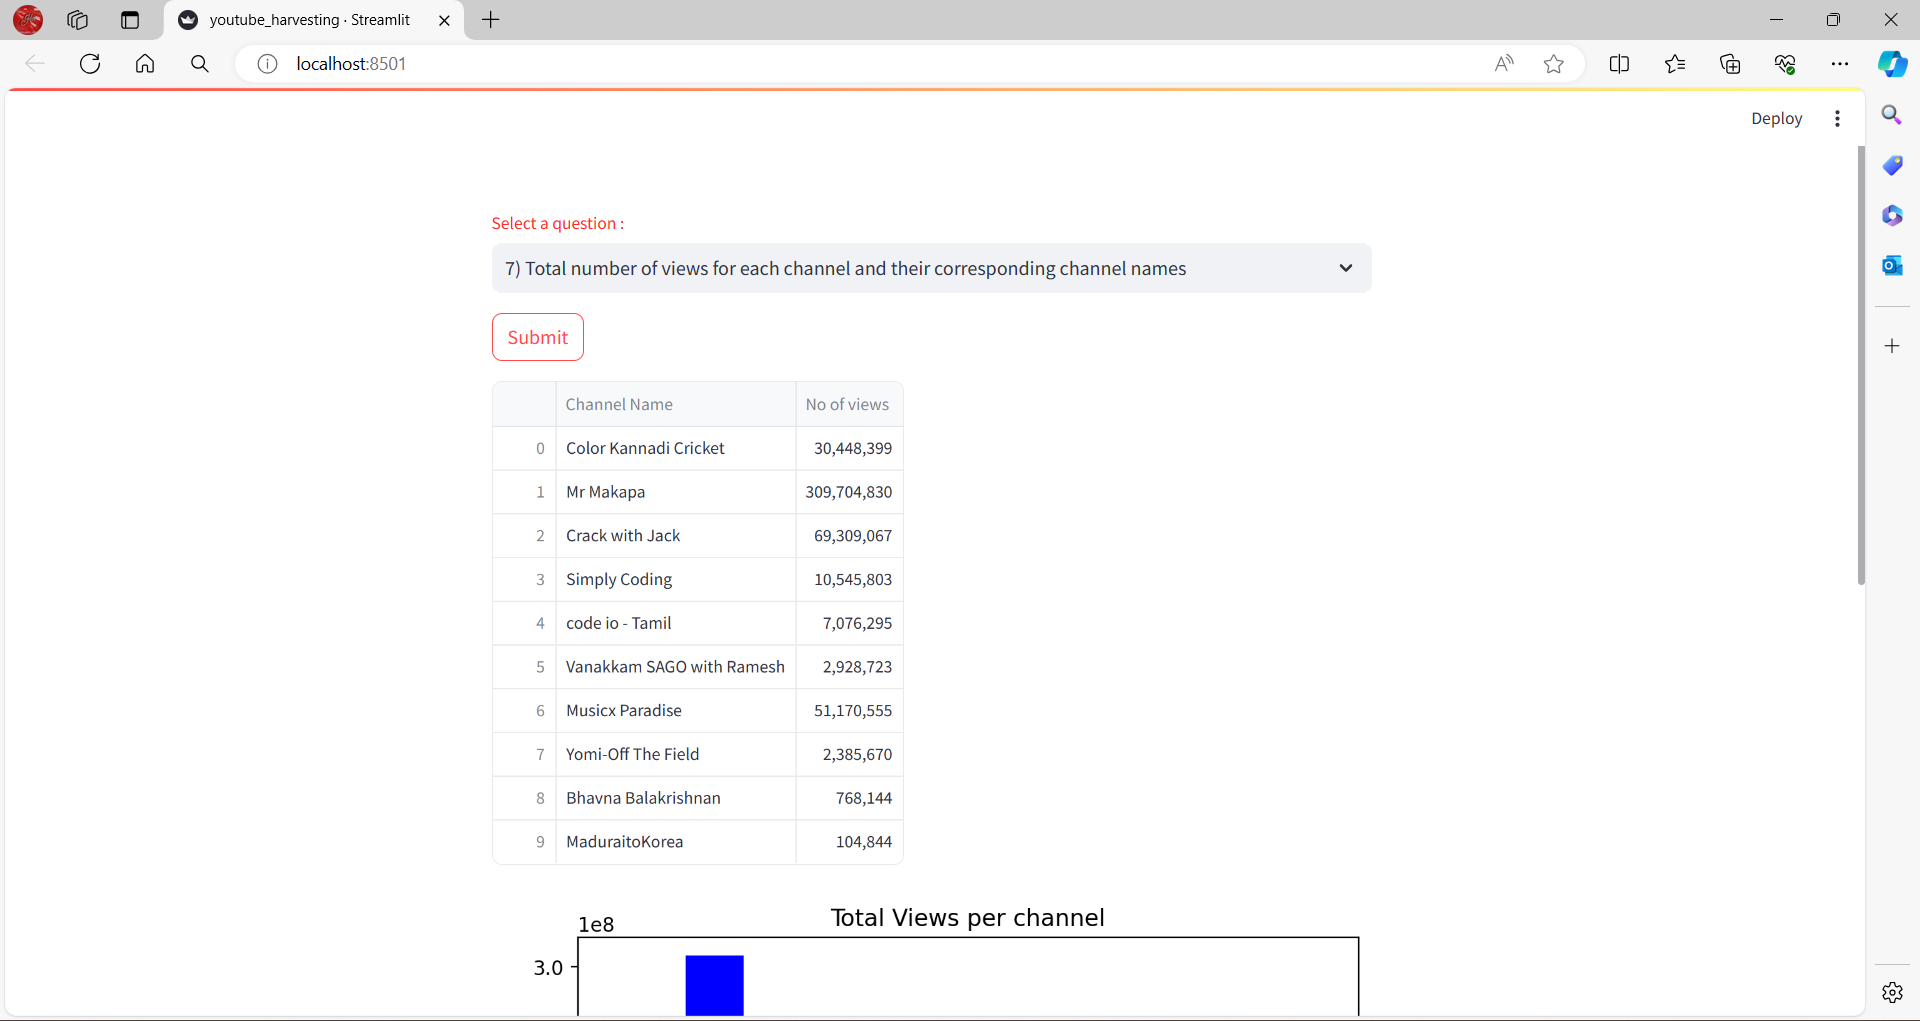 youtube_harvesting · Streamlit
localhost:8501
Deploy
Select a question :
7) Total number of views for each channel and their corresponding channel names
Submit
Channel Name No of views
0 Color Kannadi Cricket 30,448,399
1 Mr Makapa 309,704,830
2 Crack with Jack 69,309,067
3 Simply Coding 10,545,803
4 code io - Tamil 7,076,295
5 Vanakkam SAGO with Ramesh 2,928,723
6 Musicx Paradise 51,170,555
7 Yomi-Off The Field 2,385,670
8 Bhavna Balakrishnan 768,144
9 MaduraitoKorea 104,844
Total Views per channel
1e8
3.0